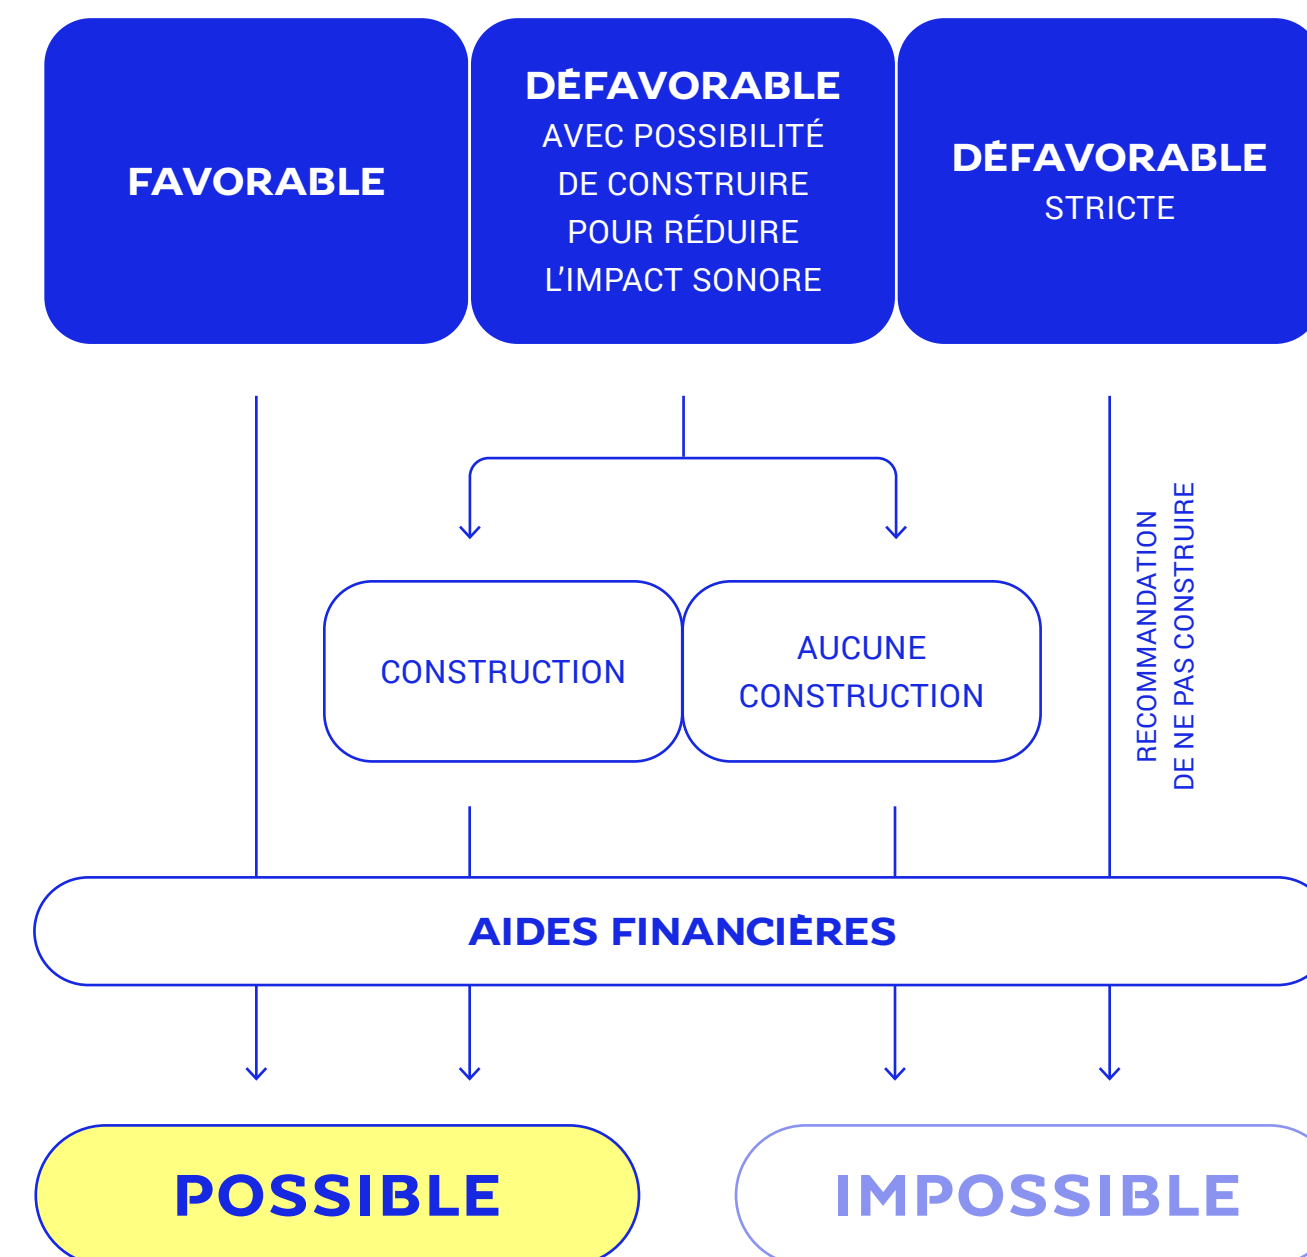 FAVORABLE
DÉFAVORABLE
AVEC POSSIBILITÉ
DE CONSTRUIRE
POUR RÉDUIRE
L’IMPACT SONORE
DÉFAVORABLE
STRICTE
CONSTRUCTION
AUCUNE
CONSTRUCTION
RECOMMANDATION
DE NE PAS CONSTRUIRE
AIDES FINANCIÈRES
POSSIBLE
IMPOSSIBLE